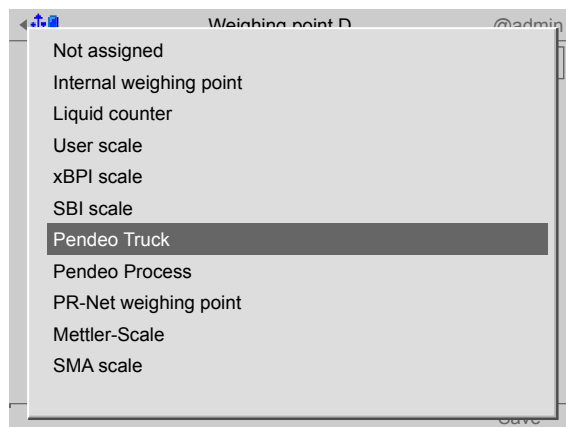 Weighing point D
@admin
Not assigned
Internal weighing point
Liquid counter
User scale
xBPI scale
SBI scale
Pendeo Truck
Pendeo Process
PR-Net weighing point
Mettler-Scale
SMA scale
Save